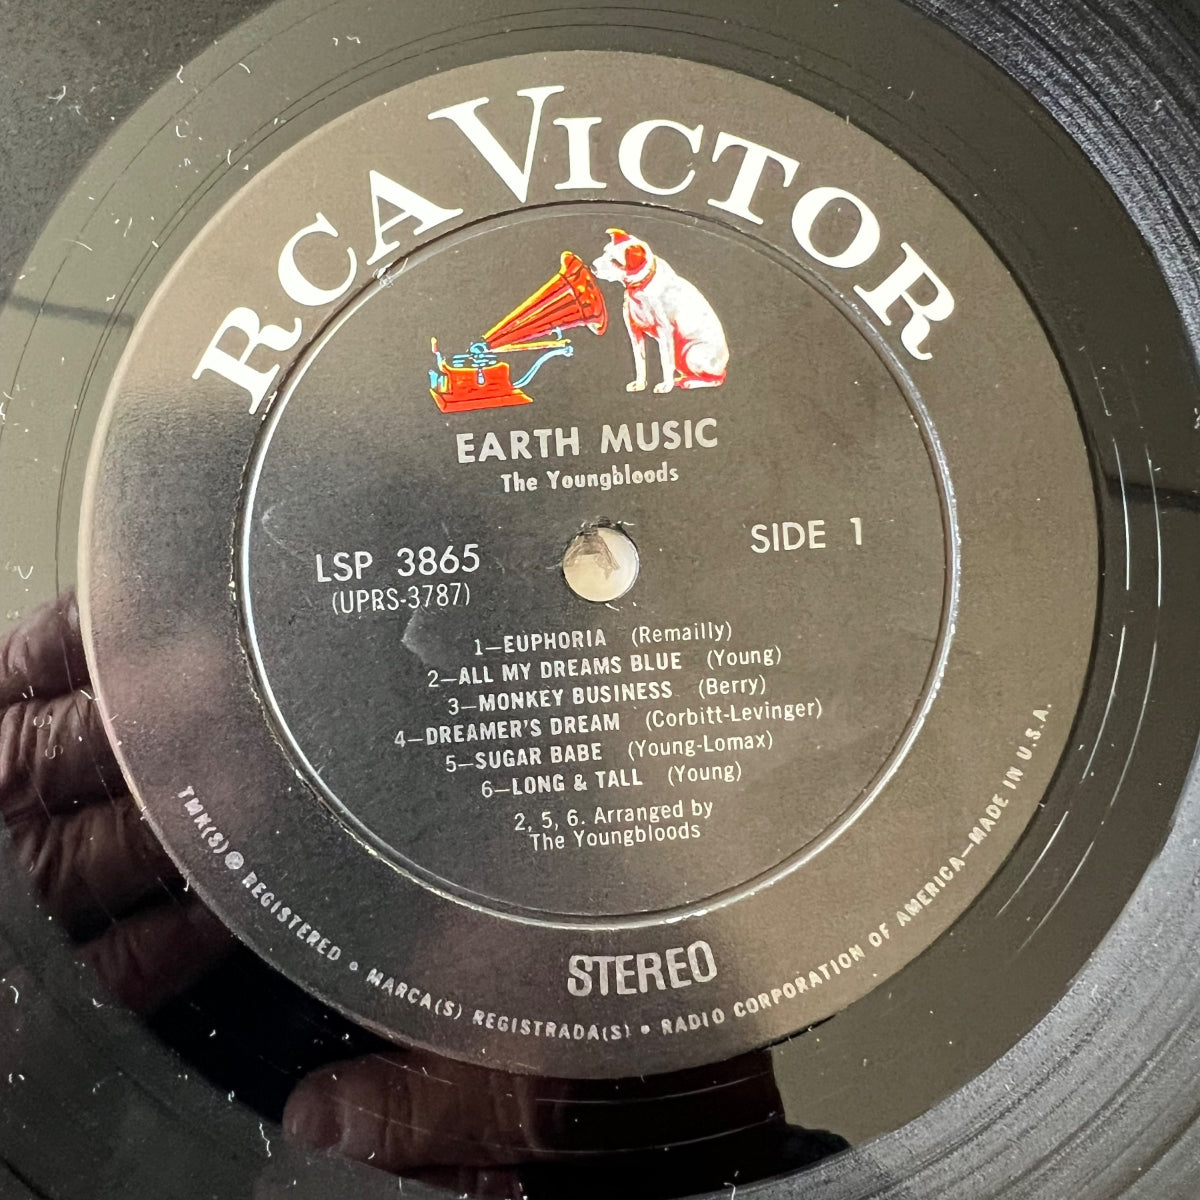 RCA VICTOR
EARTH MUSIC
The Youngbloods
LSP 3865
(UPRS-3787)
SIDE 1
1—EUPHORIA (Remailly)
2—ALL MY DREAMS BLUE (Young)
3—MONKEY BUSINESS (Berry)
4—DREAMER'S DREAM (Corbitt-Levinger)
5—SUGAR BABE (Young-Lomax)
6—LONG & TALL (Young)
2, 5, 6. Arranged by
The Youngbloods
STEREO
TMK(S) ® REGISTERED • MARCA(S) REGISTRADA(S) • RADIO CORPORATION OF AMERICA—MADE IN U.S.A.